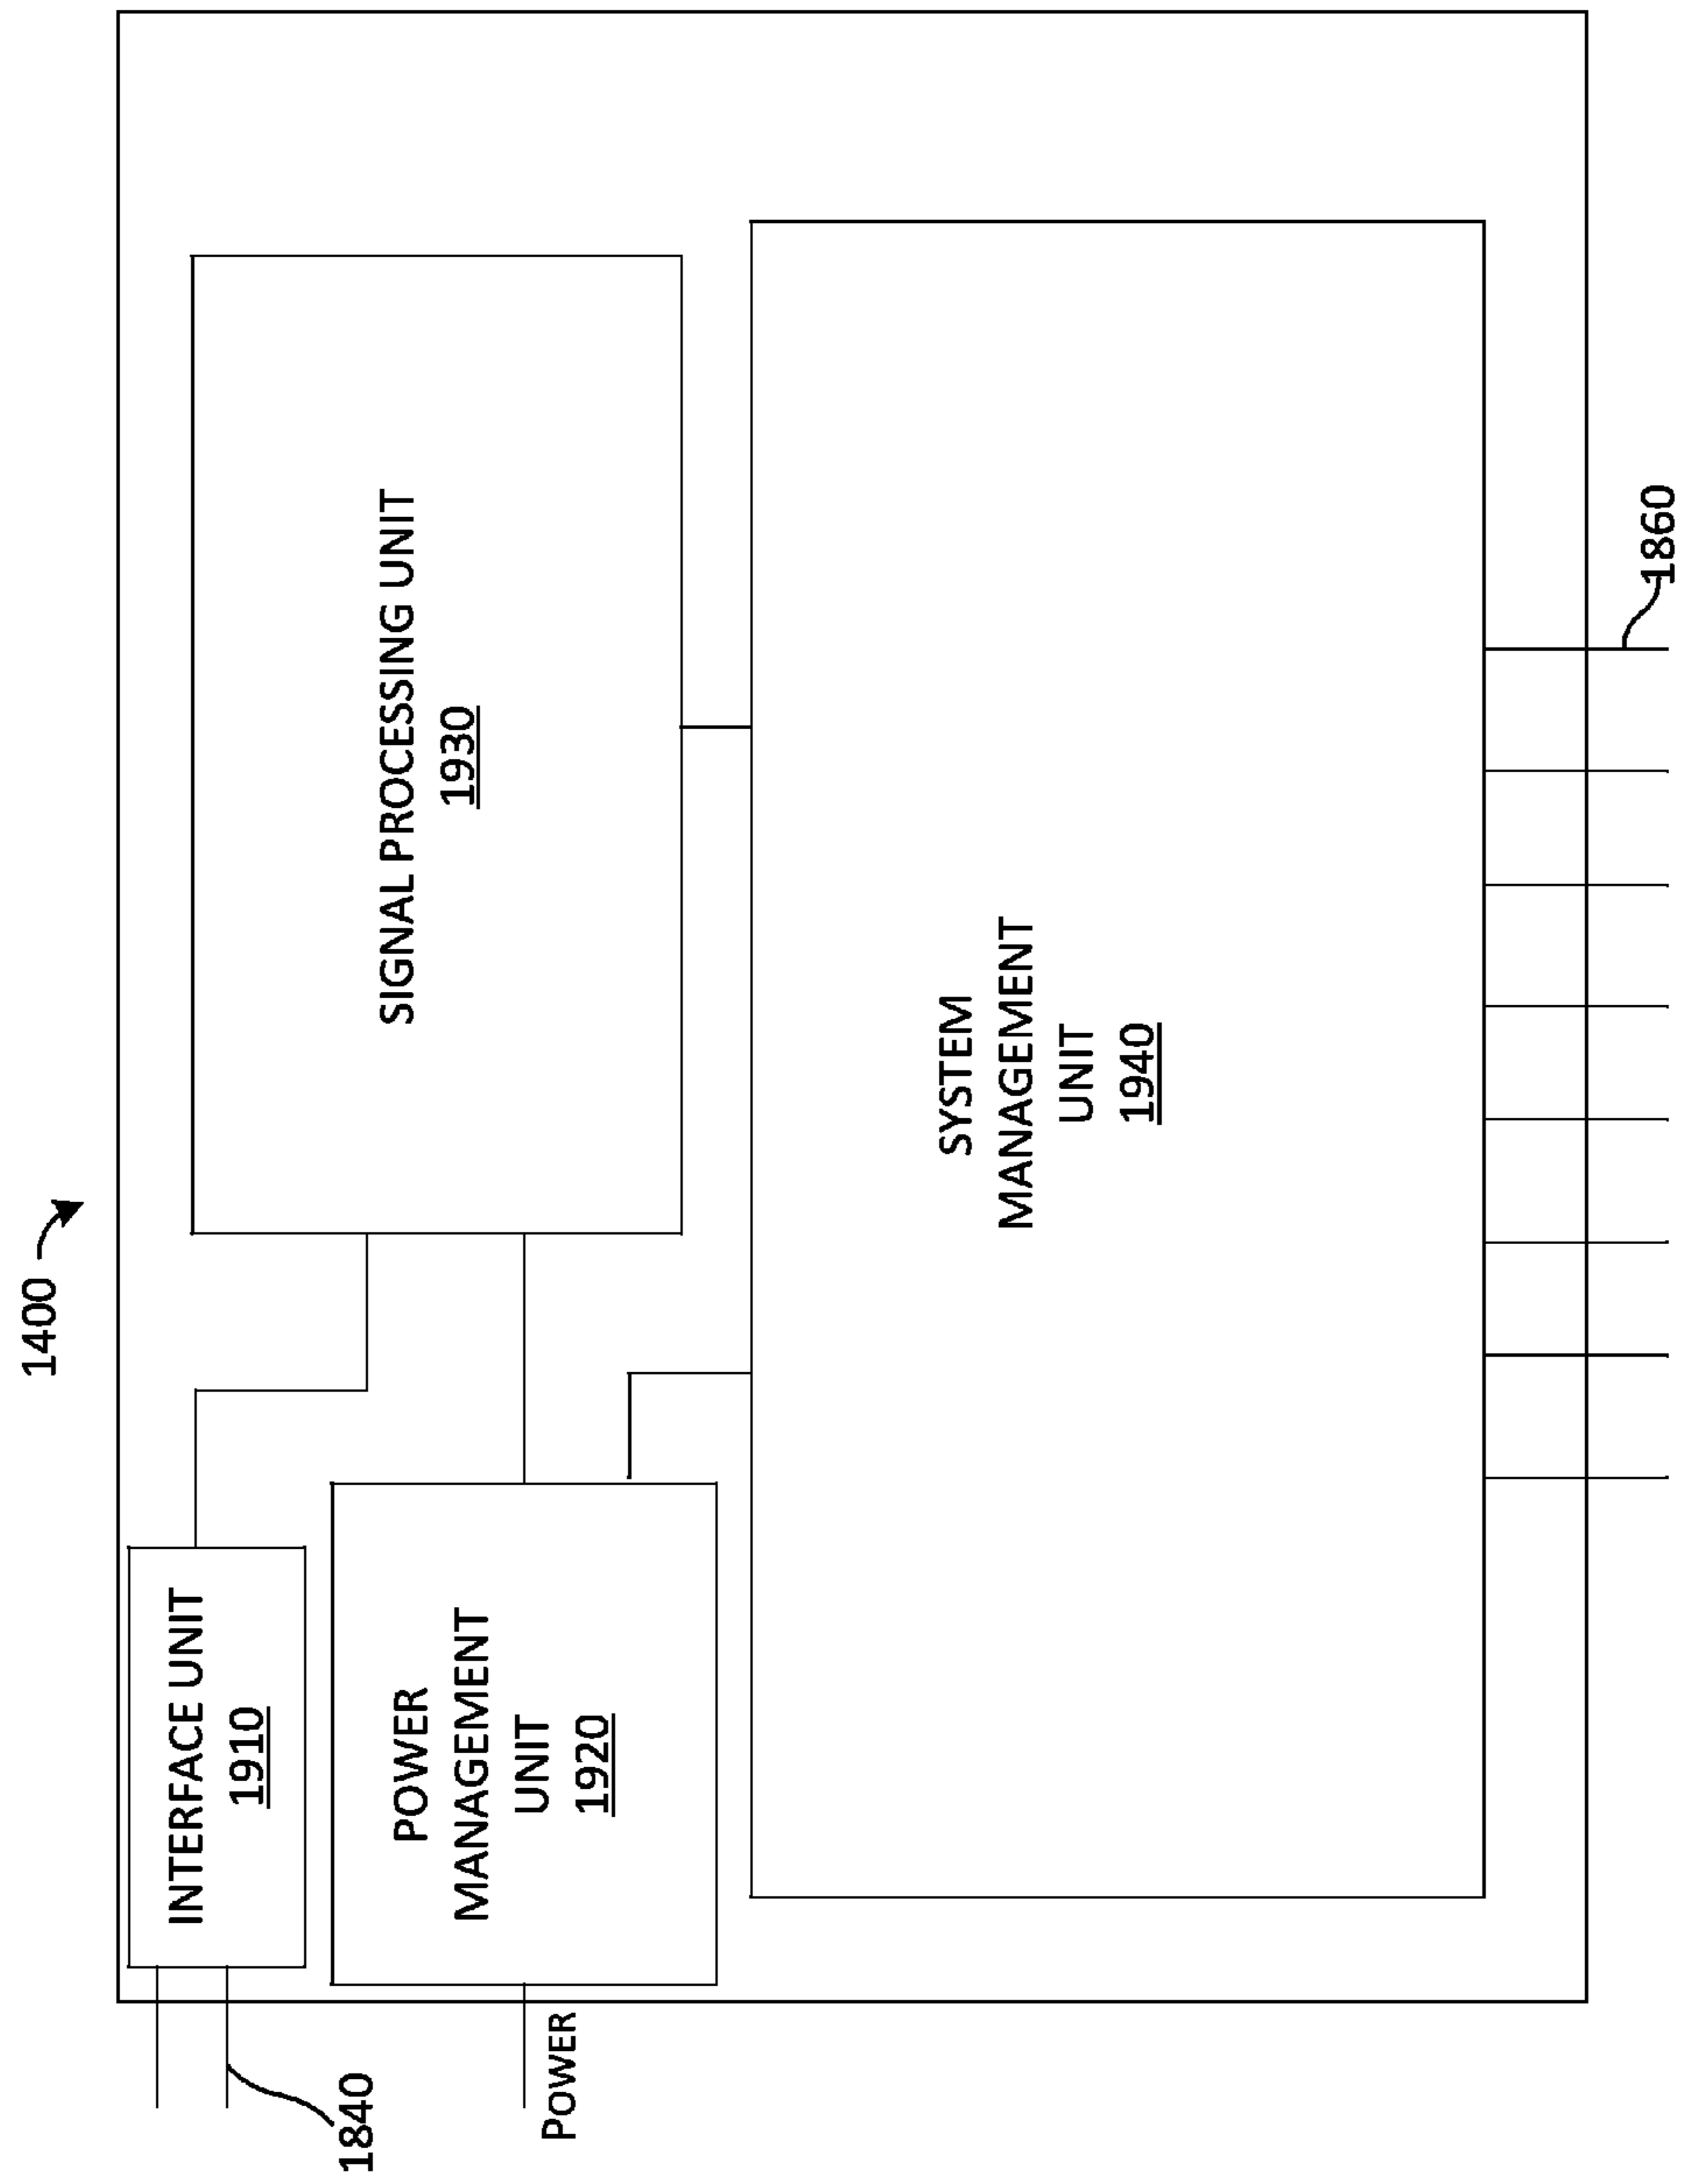 1400
INTERFACE UNIT
1910
POWER
MANAGEMENT
UNIT
1920
SIGNAL PROCESSING UNIT
1930
SYSTEM
MANAGEMENT
UNIT
1940
1840
POWER
1860